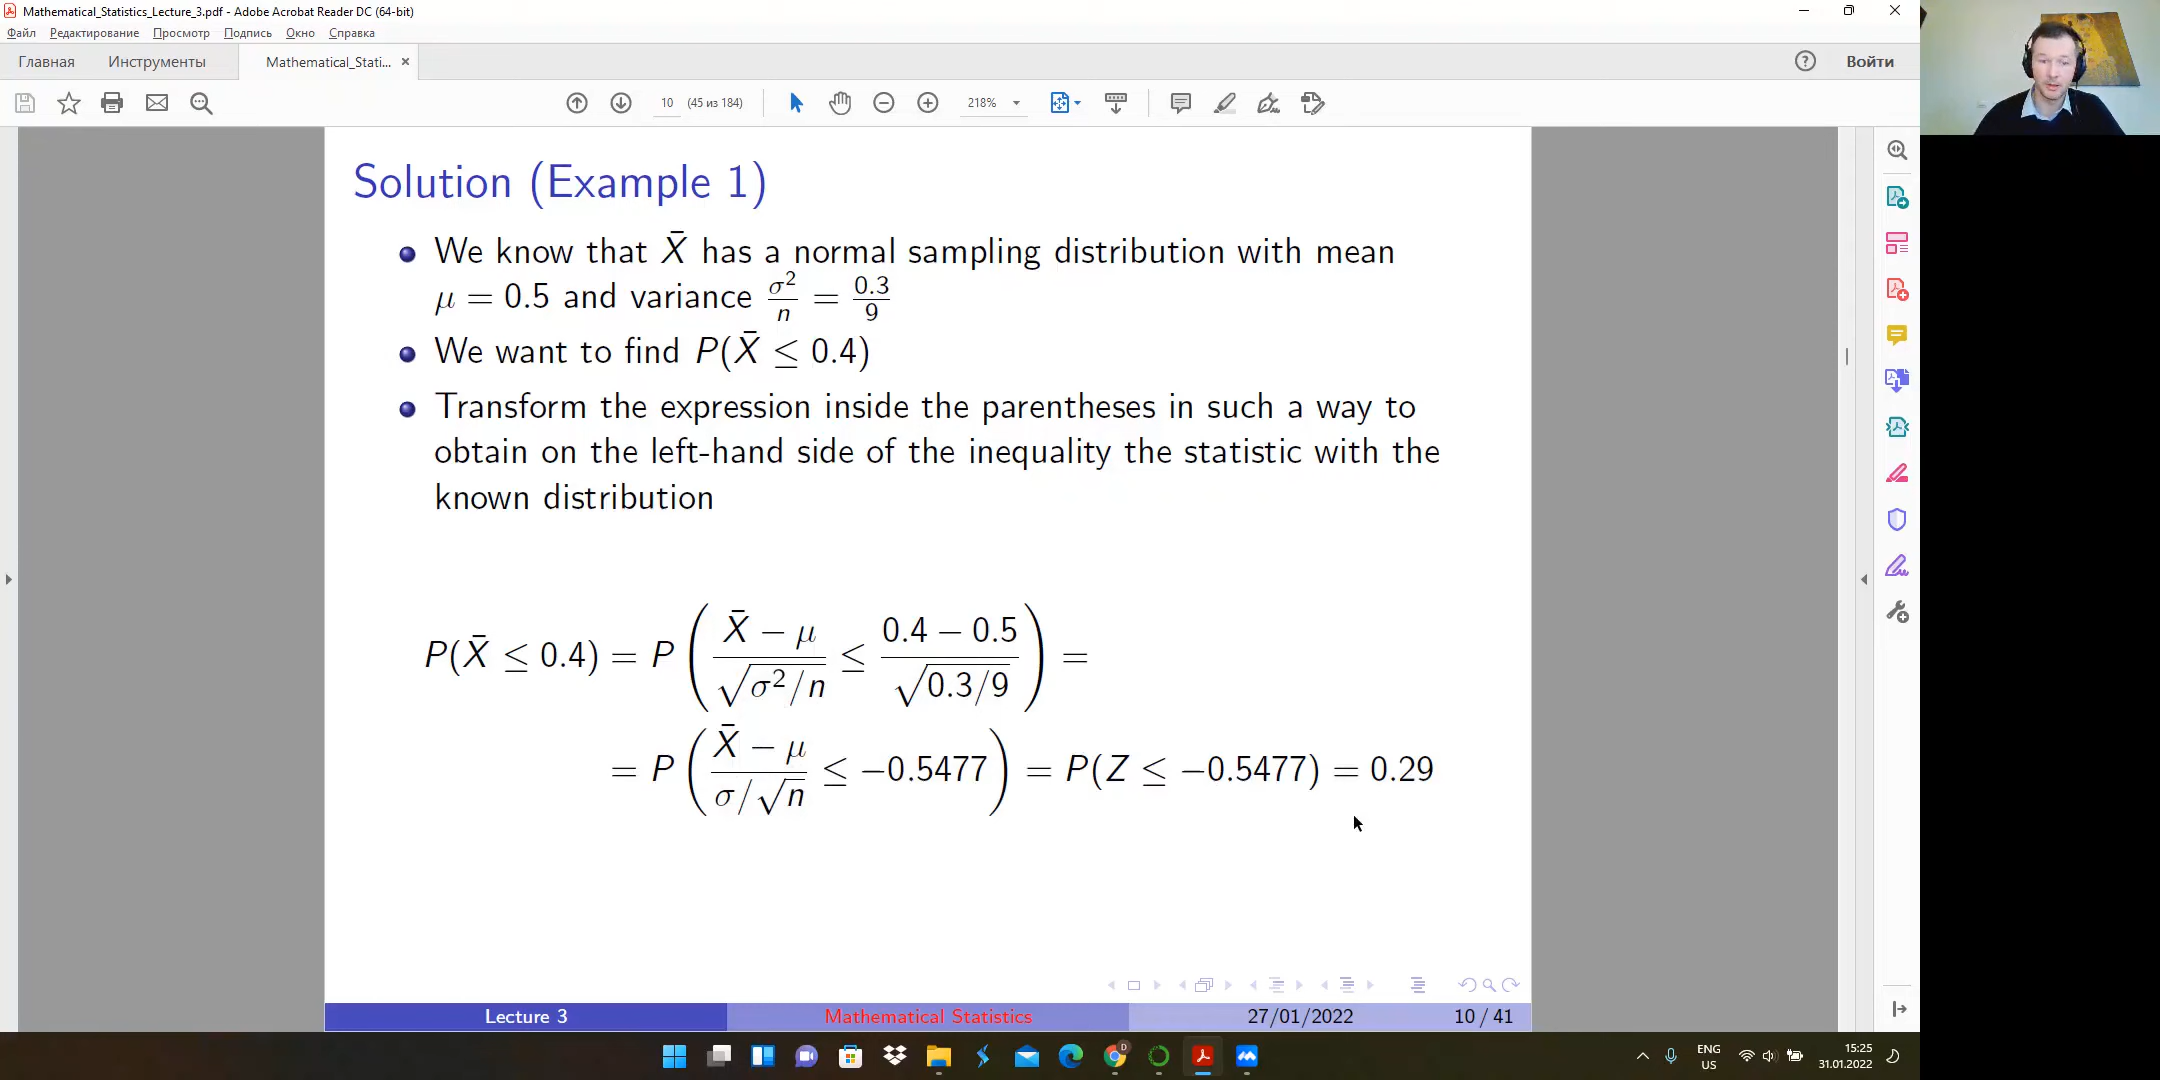 Mathematical_Statistics_Lecture_3.pdf - Adobe Acrobat Reader DC (64-bit)
Файл Редактирование Просмотр Подпись Окно Справка
Главная Инструменты Mathematical_Stati... × Войти
10 (45 из 184) 218%
Solution (Example 1)
We know that X̄ has a normal sampling distribution with mean
μ = 0.5 and variance σ²/n = 0.3/9
We want to find P(X̄ ≤ 0.4)
Transform the expression inside the parentheses in such a way to
obtain on the left-hand side of the inequality the statistic with the
known distribution
P(X̄ ≤ 0.4) = P( (X̄ − μ)/√(σ²/n) ≤ (0.4 − 0.5)/√(0.3/9) ) =
= P( (X̄ − μ)/(σ/√n) ≤ −0.5477 ) = P(Z ≤ −0.5477) = 0.29
Lecture 3 Mathematical Statistics 27/01/2022 10 / 41
ENG
US
15:25
31.01.2022